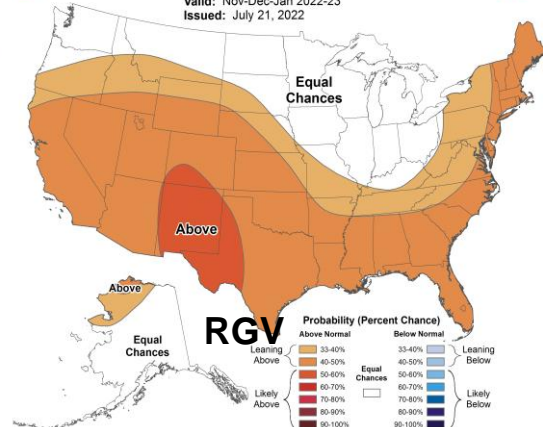 Valid: Nov-Dec-Jan 2022-23
Issued: July 21, 2022
Equal
Chances
Above
Above
Equal
Chances
RGV
Probability (Percent Chance)
Above Normal
Below Normal
Leaning
Above
33-40%
40-50%
50-60%
60-70%
70-80%
80-90%
90-100%
Likely
Above
Equal
Chances
33-40%
40-50%
50-60%
60-70%
70-80%
80-90%
90-100%
Leaning
Below
Likely
Below